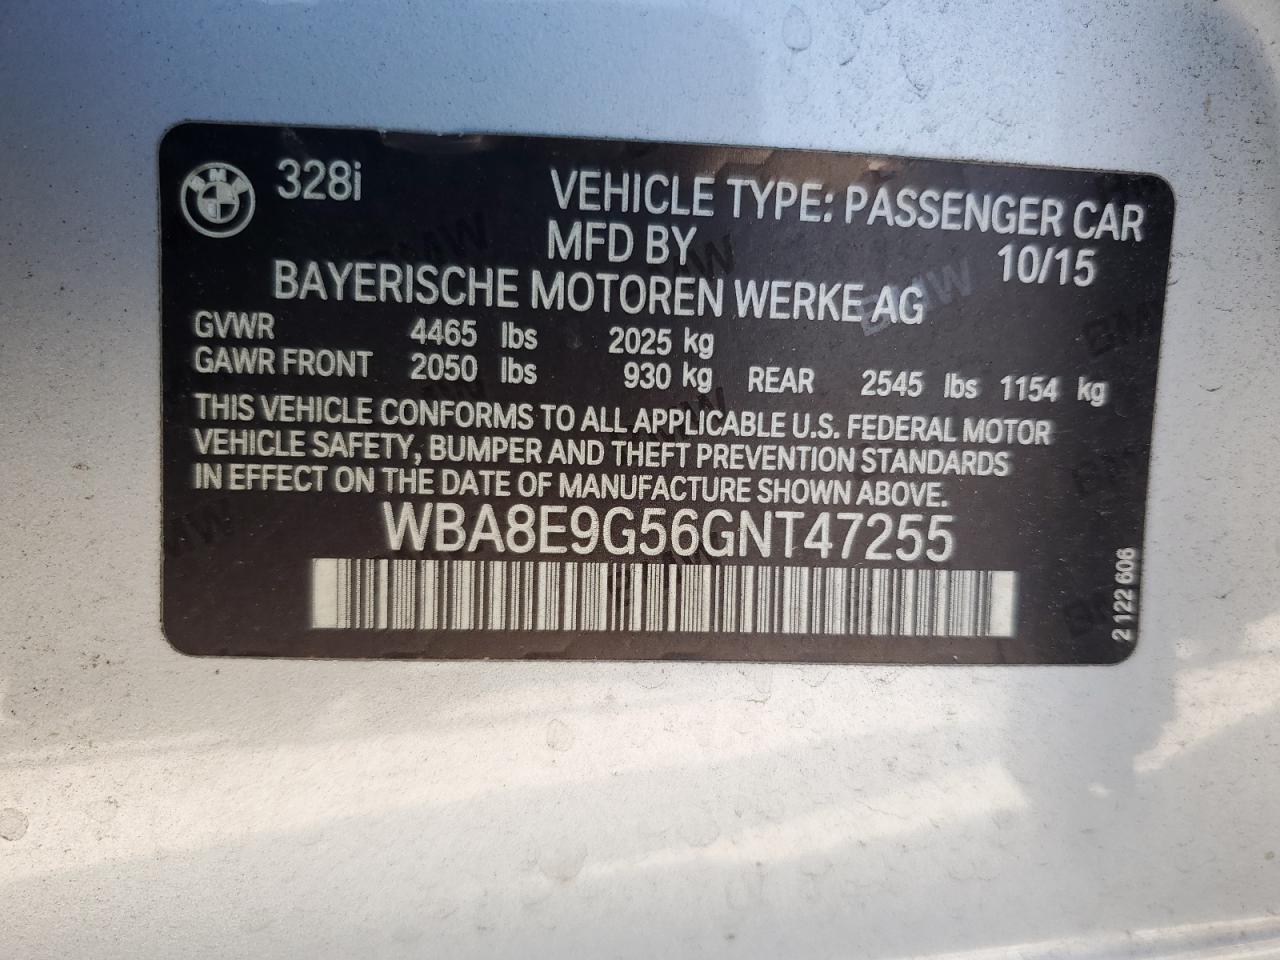 328i
VEHICLE TYPE: PASSENGER CAR
MFD BY
10/15
BAYERISCHE MOTOREN WERKE AG
GVWR 4465 lbs 2025 kg
GAWR FRONT 2050 lbs 930 kg REAR 2545 lbs 1154 kg
THIS VEHICLE CONFORMS TO ALL APPLICABLE U.S. FEDERAL MOTOR
VEHICLE SAFETY, BUMPER AND THEFT PREVENTION STANDARDS
IN EFFECT ON THE DATE OF MANUFACTURE SHOWN ABOVE.
WBA8E9G56GNT47255
2 122 606